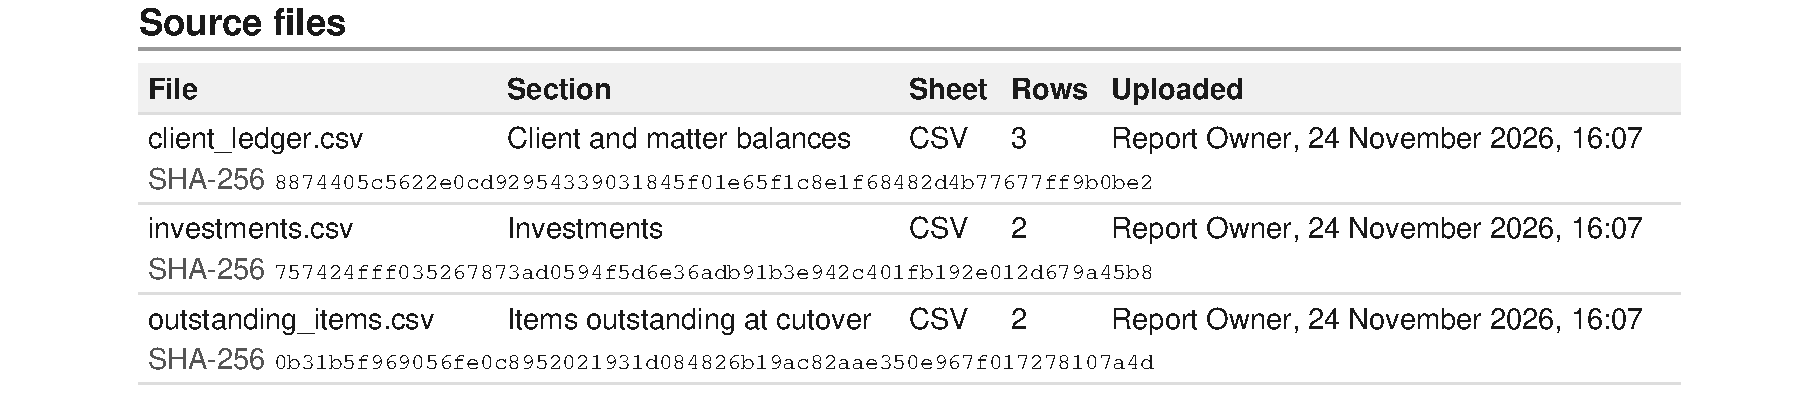 Source files
File Section Sheet Rows Uploaded
client_ledger.csv Client and matter balances CSV 3 Report Owner, 24 November 2026, 16:07
SHA-256 8874405c5622e0cd92954339031845f01e65f1c8e1f68482d4b77677ff9b0be2
investments.csv Investments CSV 2 Report Owner, 24 November 2026, 16:07
SHA-256 757424fff035267873ad0594f5d6e36adb91b3e942c401fb192e012d679a45b8
outstanding_items.csv Items outstanding at cutover CSV 2 Report Owner, 24 November 2026, 16:07
SHA-256 0b31b5f969056fe0c8952021931d084826b19ac82aae350e967f017278107a4d